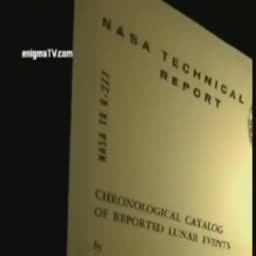 enigmaTV.com
NASA TECHNICAL
REPORT
NASA TR R-277
CHRONOLOGICAL CATALOG
OF REPORTED LUNAR EVENTS
by